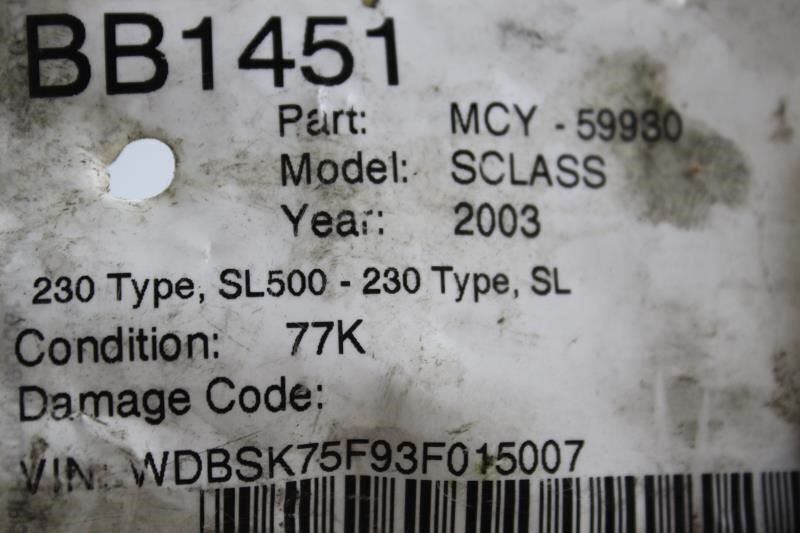 BB1451
Part: MCY - 59930
Model: SCLASS
Year: 2003
230 Type, SL500 - 230 Type, SL
Condition: 77K
Damage Code:
VIN: WDBSK75F93F015007